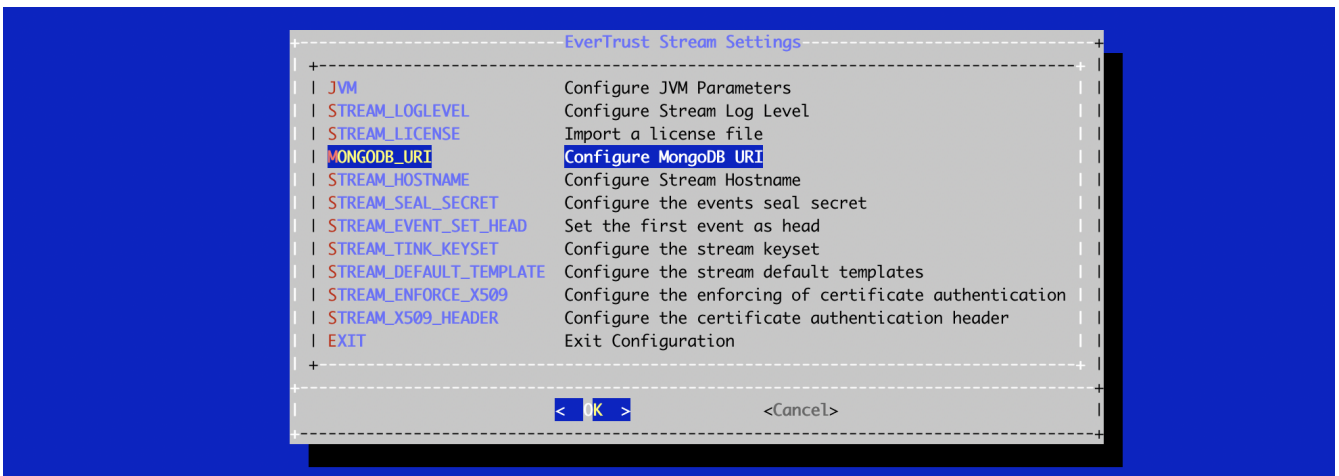 EverTrust Stream Settings
JVM Configure JVM Parameters
STREAM_LOGLEVEL Configure Stream Log Level
STREAM_LICENSE Import a license file
MONGODB_URI Configure MongoDB URI
STREAM_HOSTNAME Configure Stream Hostname
STREAM_SEAL_SECRET Configure the events seal secret
STREAM_EVENT_SET_HEAD Set the first event as head
STREAM_TINK_KEYSET Configure the stream keyset
STREAM_DEFAULT_TEMPLATE Configure the stream default templates
STREAM_ENFORCE_X509 Configure the enforcing of certificate authentication
STREAM_X509_HEADER Configure the certificate authentication header
EXIT Exit Configuration
< OK > <Cancel>